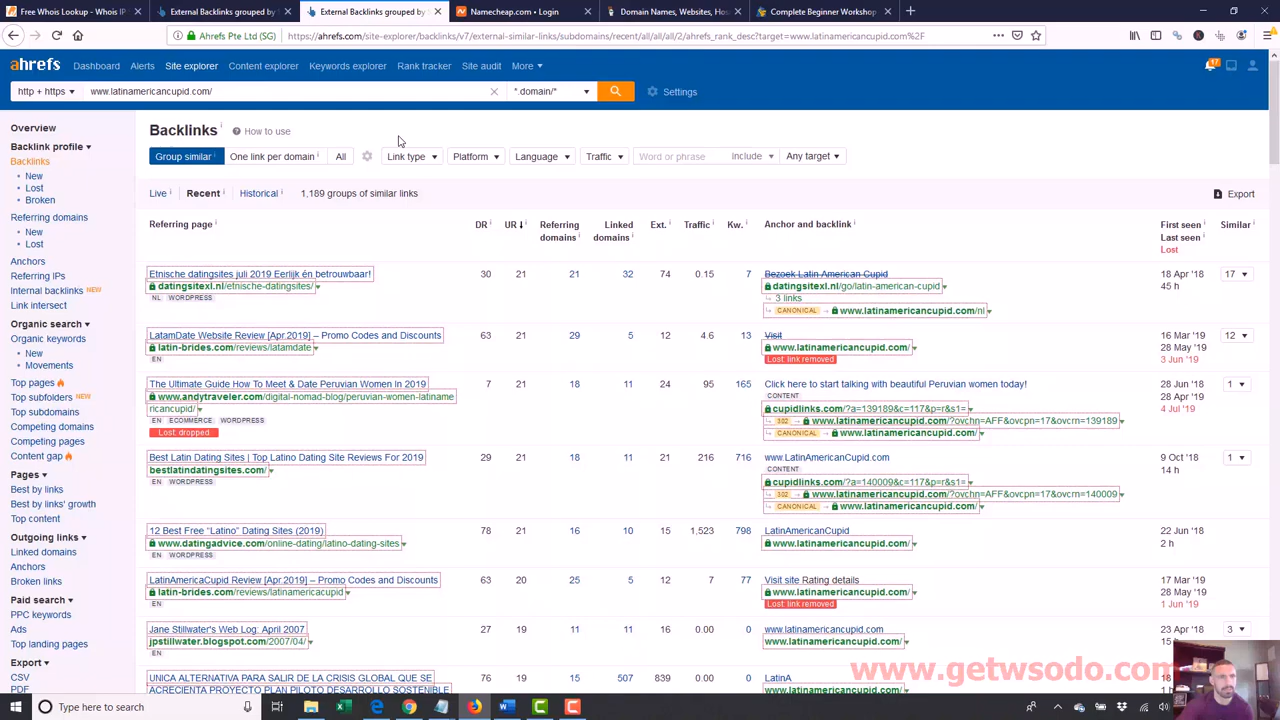 Free Whois Lookup - Whois IP
External Backlinks grouped by s
External Backlinks grouped by s
Namecheap.com • Login
Domain Names, Websites, Hos
Complete Beginner Workshop
Ahrefs Pte Ltd (SG)
https://ahrefs.com/site-explorer/backlinks/v7/external-similar-links/subdomains/recent/all/all/all/2/ahrefs_rank_desc?target=www.latinamericancupid.com%2F
ahrefs Dashboard Alerts Site explorer Content explorer Keywords explorer Rank tracker Site audit More
17
http + https www.latinamericancupid.com/ *.domain/* Settings
Overview
Backlink profile
Backlinks
New
Lost
Broken
Referring domains
New
Lost
Anchors
Referring IPs
Internal backlinks NEW
Link intersect
Organic search
Organic keywords
New
Movements
Top pages
Top subfolders NEW
Top subdomains
Competing domains
Competing pages
Content gap
Pages
Best by links
Best by links' growth
Top content
Outgoing links
Linked domains
Anchors
Broken links
Paid search
PPC keywords
Ads
Top landing pages
Export
CSV
PDF
Backlinks How to use
Group similar One link per domain All Link type Platform Language Traffic Word or phrase Include Any target
Live Recent Historical 1,189 groups of similar links Export
Referring page DR UR Referring domains Linked domains Ext. Traffic Kw. Anchor and backlink First seen Last seen Lost Similar
Etnische datingsites juli 2019 Eerlijk én betrouwbaar! 30 21 21 32 74 0.15 7 Bezoek Latin American Cupid 18 Apr '18 17
datingsitexl.nl/etnische-datingsites/ datingsitexl.nl/go/latin-american-cupid 45 h
NL WORDPRESS 3 links
CANONICAL → www.latinamericancupid.com/nl
LatamDate Website Review [Apr.2019] – Promo Codes and Discounts 63 21 29 5 12 4.6 13 Visit 16 Mar '19 12
latin-brides.com/reviews/latamdate www.latinamericancupid.com/ 28 May '19
EN Lost: link removed 3 Jun '19
The Ultimate Guide How To Meet & Date Peruvian Women In 2019 7 21 18 11 24 95 165 Click here to start talking with beautiful Peruvian women today! 28 Jun '18 1
www.andytraveler.com/digital-nomad-blog/peruvian-women-latiname CONTENT 28 Apr '19
ricancupid/ cupidlinks.com/?a=139189&c=117&p=r&s1= 4 Jul '19
EN ECOMMERCE WORDPRESS 302 → www.latinamericancupid.com/?ovchn=AFF&ovcpn=17&ovcrn=139189
Lost: dropped CANONICAL → www.latinamericancupid.com/
Best Latin Dating Sites | Top Latino Dating Site Reviews For 2019 29 21 18 11 21 216 716 www.LatinAmericanCupid.com 9 Oct '18 1
bestlatindatingsites.com/ CONTENT 14 h
EN WORDPRESS cupidlinks.com/?a=140009&c=117&p=r&s1=
302 → www.latinamericancupid.com/?ovchn=AFF&ovcpn=17&ovcrn=140009
CANONICAL → www.latinamericancupid.com/
12 Best Free “Latino” Dating Sites (2019) 78 21 16 10 15 1,523 798 LatinAmericanCupid 22 Jun '19
www.datingadvice.com/online-dating/latino-dating-sites www.latinamericancupid.com/ 2 h
EN WORDPRESS
LatinAmericaCupid Review [Apr.2019] – Promo Codes and Discounts 63 20 25 5 12 7 77 Visit site Rating details 17 Mar '19
latin-brides.com/reviews/latinamericacupid www.latinamericancupid.com/ 28 May '19
EN Lost: link removed 1 Jun '19
Jane Stillwater's Web Log: April 2007 27 19 11 11 16 0.00 0 www.latinamericancupid.com 23 Apr '18 3
jpstillwater.blogspot.com/2007/04/ www.latinamericancupid.com/
EN
UNICA ALTERNATIVA PARA SALIR DE LA CRISIS GLOBAL QUE SE 76 19 15 507 839 0.00 0 LatinA
ACRECIENTA PROYECTO PLAN PILOTO DESARROLLO SOSTENIBLE www.latinamericancupid.com/
www.getwsodo.com
Type here to search